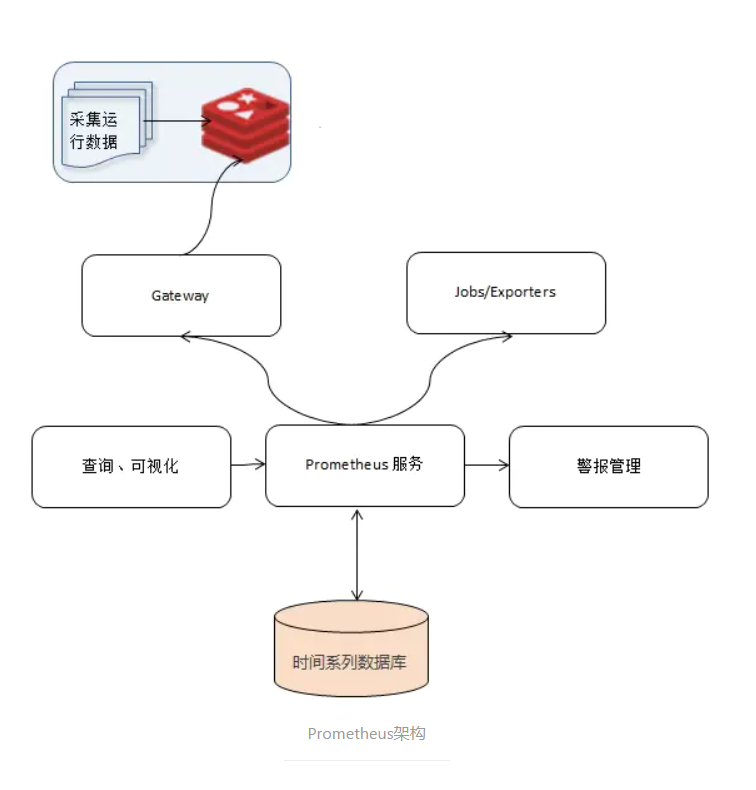 采集运
行数据
Gateway
Jobs/Exporters
查询、可视化
Prometheus 服务
警报管理
时间系列数据库
Prometheus架构